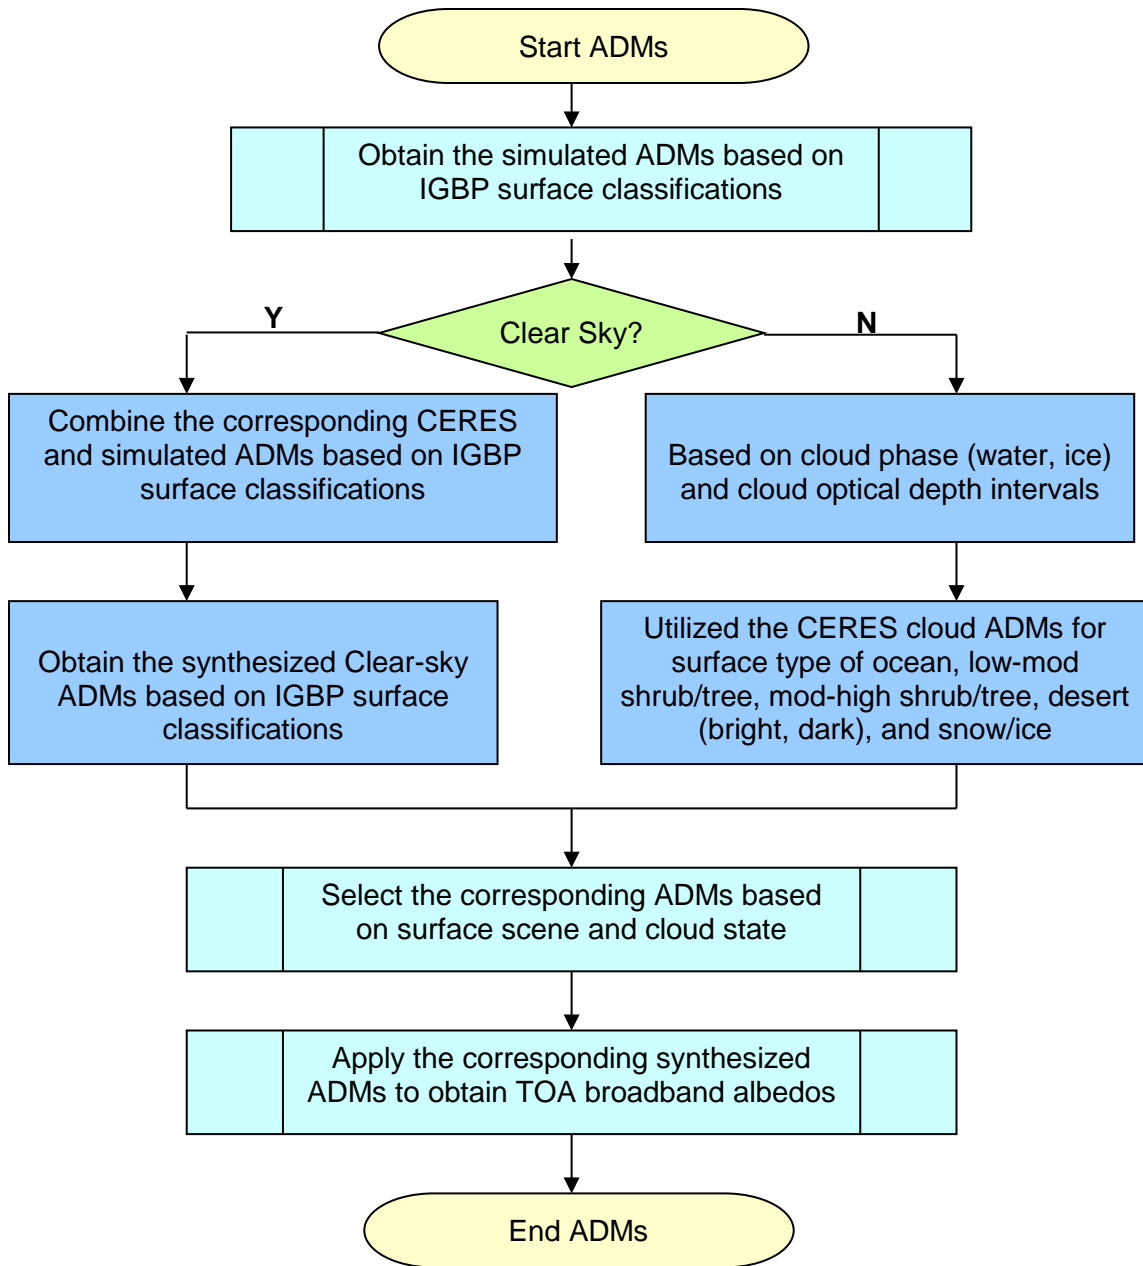 Start ADMs
Obtain the simulated ADMs based on
IGBP surface classifications
Clear Sky?
Y
N
Combine the corresponding CERES
and simulated ADMs based on IGBP
surface classifications
Based on cloud phase (water, ice)
and cloud optical depth intervals
Obtain the synthesized Clear-sky
ADMs based on IGBP surface
classifications
Utilized the CERES cloud ADMs for
surface type of ocean, low-mod
shrub/tree, mod-high shrub/tree, desert
(bright, dark), and snow/ice
Select the corresponding ADMs based
on surface scene and cloud state
Apply the corresponding synthesized
ADMs to obtain TOA broadband albedos
End ADMs